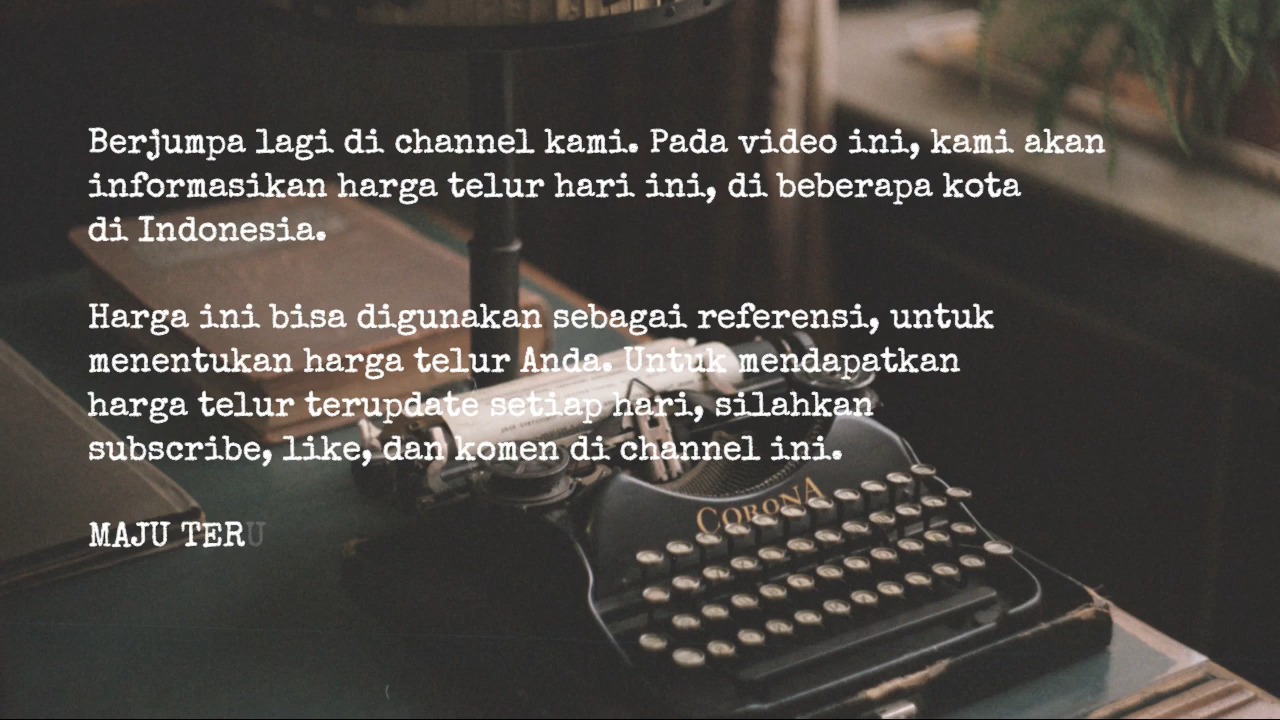 Berjumpa lagi di channel kami. Pada video ini, kami akan
informasikan harga telur hari ini, di beberapa kota
di Indonesia.
Harga ini bisa digunakan sebagai referensi, untuk
menentukan harga telur Anda. Untuk mendapatkan
harga telur terupdate setiap hari, silahkan
subscribe, like, dan komen di channel ini.
MAJU TERU
CORONA